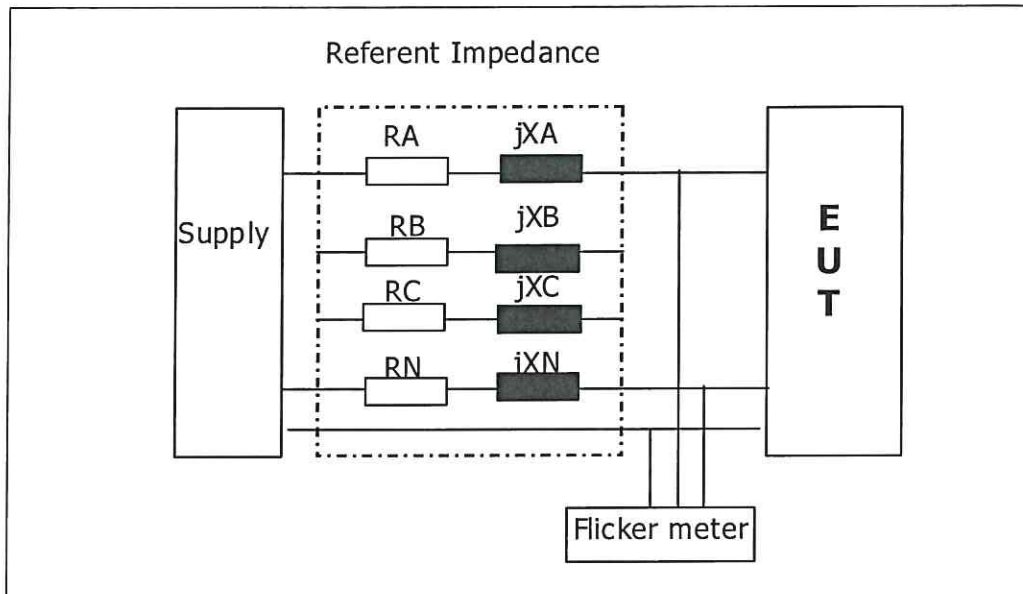 Referent Impedance
RA
jXA
Supply
RB
jXB
RC
jXC
RN
jXN
E
U
T
Flicker meter